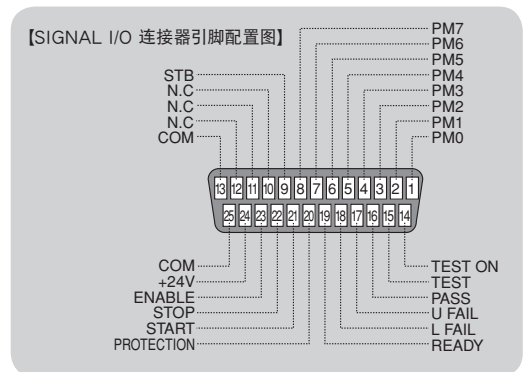 【SIGNAL I/O 连接器引脚配置图】
PM7
PM6
PM5
PM4
PM3
PM2
PM1
PM0
STB
N.C
N.C
N.C
COM
13 12 11 10 9 8 7 6 5 4 3 2 1
25 24 23 22 21 20 19 18 17 16 15 14
COM
+24V
ENABLE
STOP
START
PROTECTION
TEST ON
TEST
PASS
U FAIL
L FAIL
READY